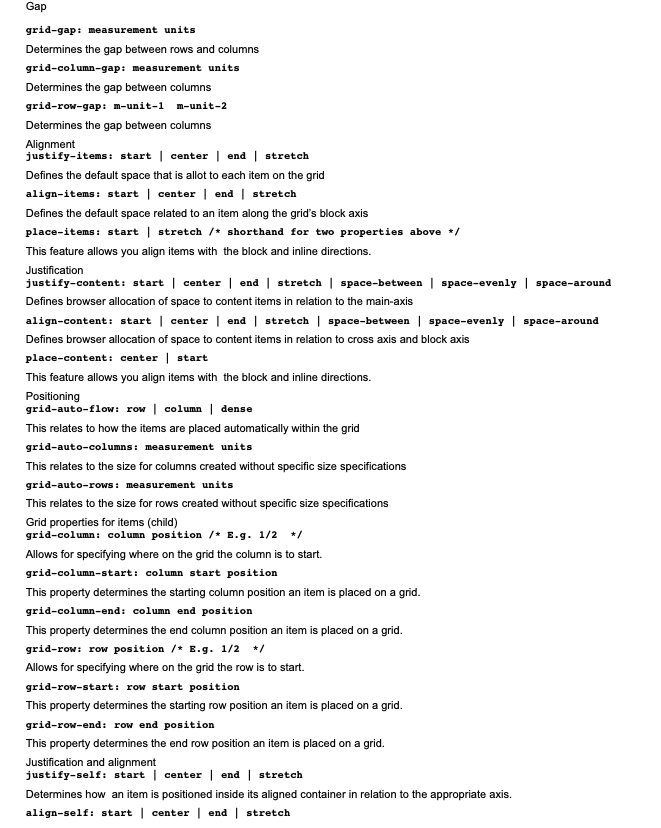 Gap
grid-gap: measurement units
Determines the gap between rows and columns
grid-column-gap: measurement units
Determines the gap between columns
grid-row-gap: m-unit-1  m-unit-2
Determines the gap between columns
Alignment
justify-items: start | center | end | stretch
Defines the default space that is allot to each item on the grid
align-items: start | center | end | stretch
Defines the default space related to an item along the grid's block axis
place-items: start | stretch /* shorthand for two properties above */
This feature allows you align items with  the block and inline directions.
Justification
justify-content: start | center | end | stretch | space-between | space-evenly | space-around
Defines browser allocation of space to content items in relation to the main-axis
align-content: start | center | end | stretch | space-between | space-evenly | space-around
Defines browser allocation of space to content items in relation to cross axis and block axis
place-content: center | start
This feature allows you align items with  the block and inline directions.
Positioning
grid-auto-flow: row | column | dense
This relates to how the items are placed automatically within the grid
grid-auto-columns: measurement units
This relates to the size for columns created without specific size specifications
grid-auto-rows: measurement units
This relates to the size for rows created without specific size specifications
Grid properties for items (child)
grid-column: column position /* E.g. 1/2  */
Allows for specifying where on the grid the column is to start.
grid-column-start: column start position
This property determines the starting column position an item is placed on a grid.
grid-column-end: column end position
This property determines the end column position an item is placed on a grid.
grid-row: row position /* E.g. 1/2  */
Allows for specifying where on the grid the row is to start.
grid-row-start: row start position
This property determines the starting row position an item is placed on a grid.
grid-row-end: row end position
This property determines the end row position an item is placed on a grid.
Justification and alignment
justify-self: start | center | end | stretch
Determines how  an item is positioned inside its aligned container in relation to the appropriate axis.
align-self: start | center | end | stretch